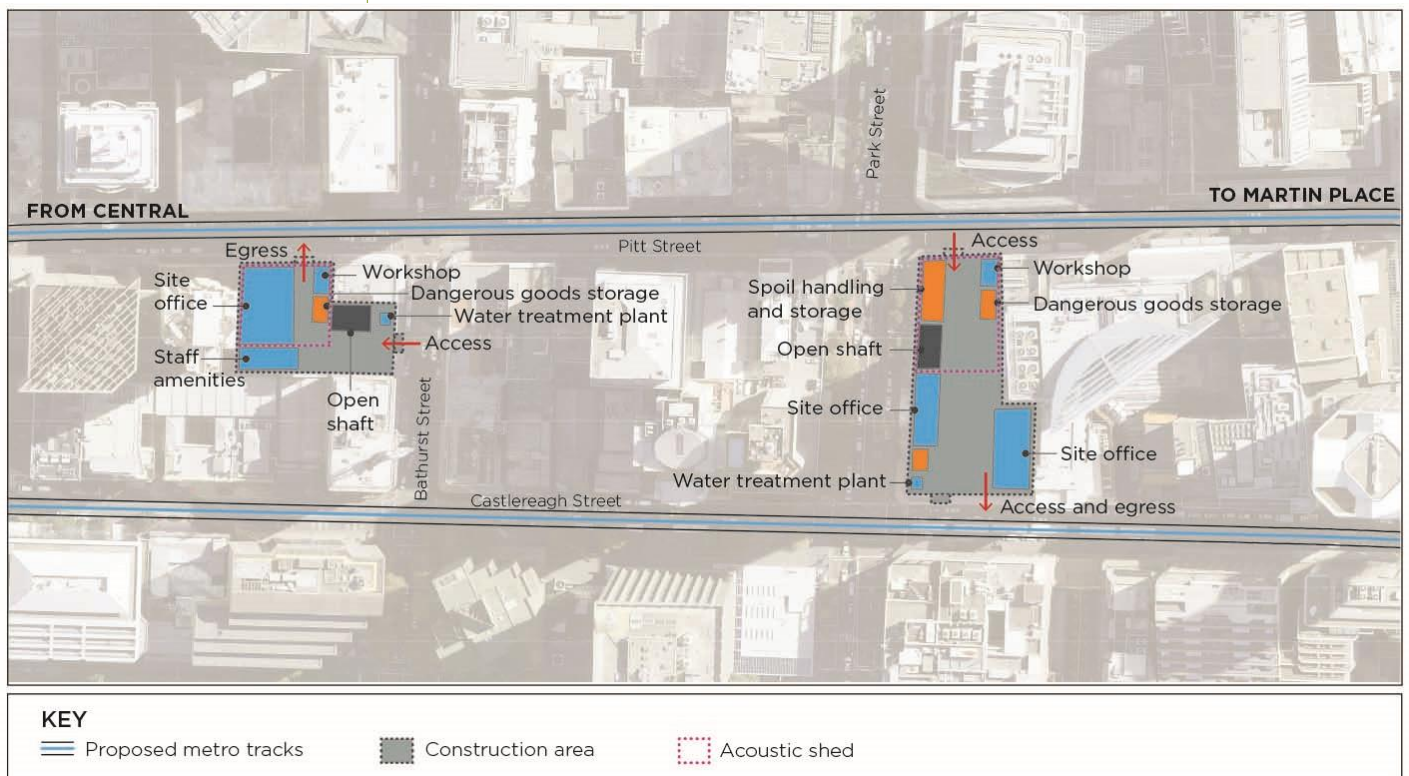 Park Street
FROM CENTRAL
TO MARTIN PLACE
Pitt Street
Egress
Site
office
Workshop
Dangerous goods storage
Water treatment plant
Access
Staff
amenities
Open
shaft
Bathurst Street
Castlereagh Street
Access
Workshop
Spoil handling
and storage
Dangerous goods storage
Open shaft
Site office
Site office
Water treatment plant
Access and egress
KEY
Proposed metro tracks
Construction area
Acoustic shed